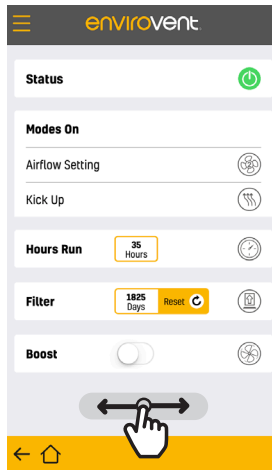 envirovent.
Status
Modes On
Airflow Setting
Kick Up
Hours Run 35 Hours
Filter 1825 Days Reset
Boost